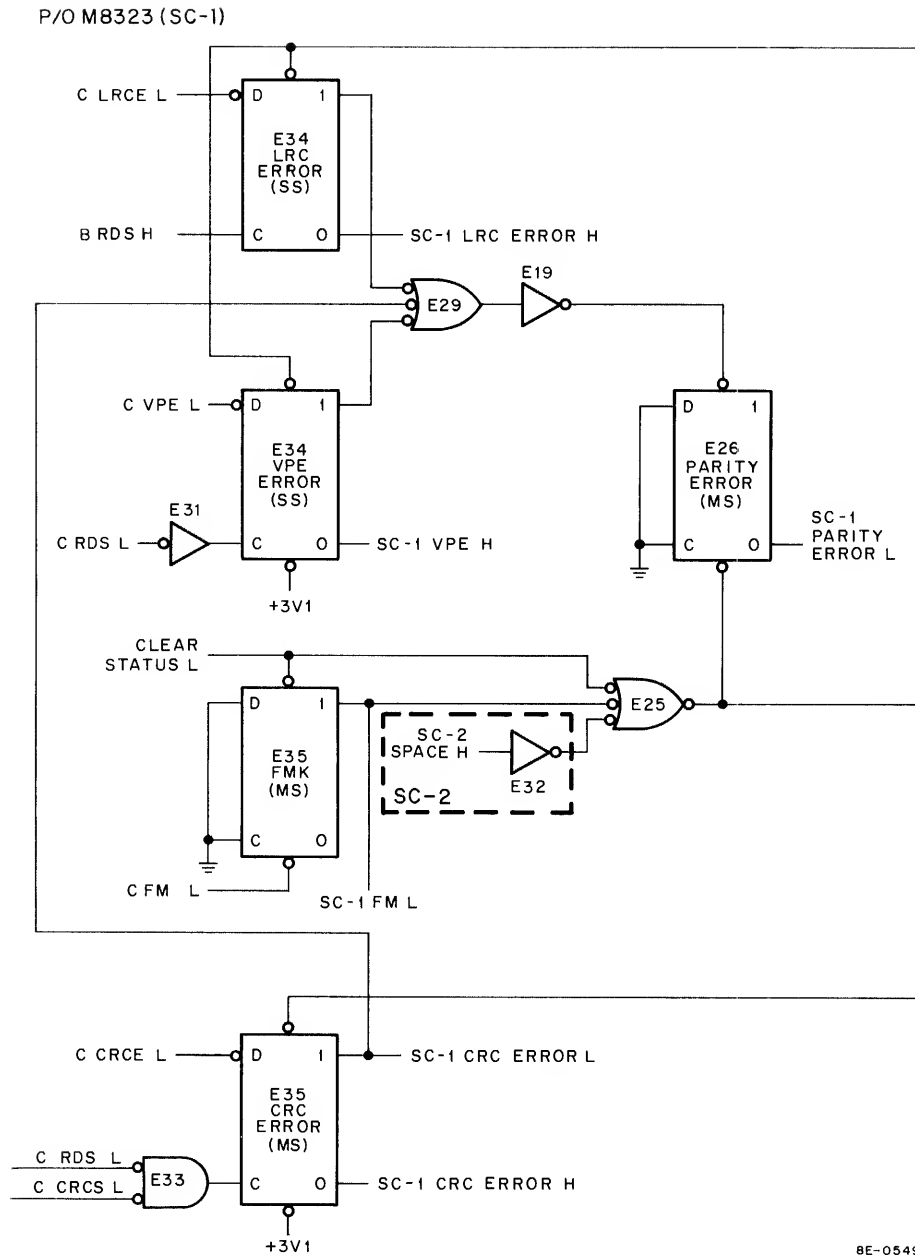 P/O M8323 (SC-1)
C LRCE L
D 1
E34
LRC
ERROR
(SS)
B RDS H
C 0
SC-1 LRC ERROR H
E29
E19
C VPE L
D 1
E34
VPE
ERROR
(SS)
E31
C RDS L
C 0
SC-1 VPE H
+3V1
D 1
E26
PARITY
ERROR
(MS)
C 0
SC-1
PARITY
ERROR L
CLEAR
STATUS L
D 1
E35
FMK
(MS)
C 0
C FM L
SC-1 FM L
SC-2
SPACE H
E32
SC-2
E25
C CRCE L
D 1
SC-1 CRC ERROR L
E35
CRC
ERROR
(MS)
C RDS L
C CRCS L
E33
C 0
SC-1 CRC ERROR H
+3V1
8E-0549